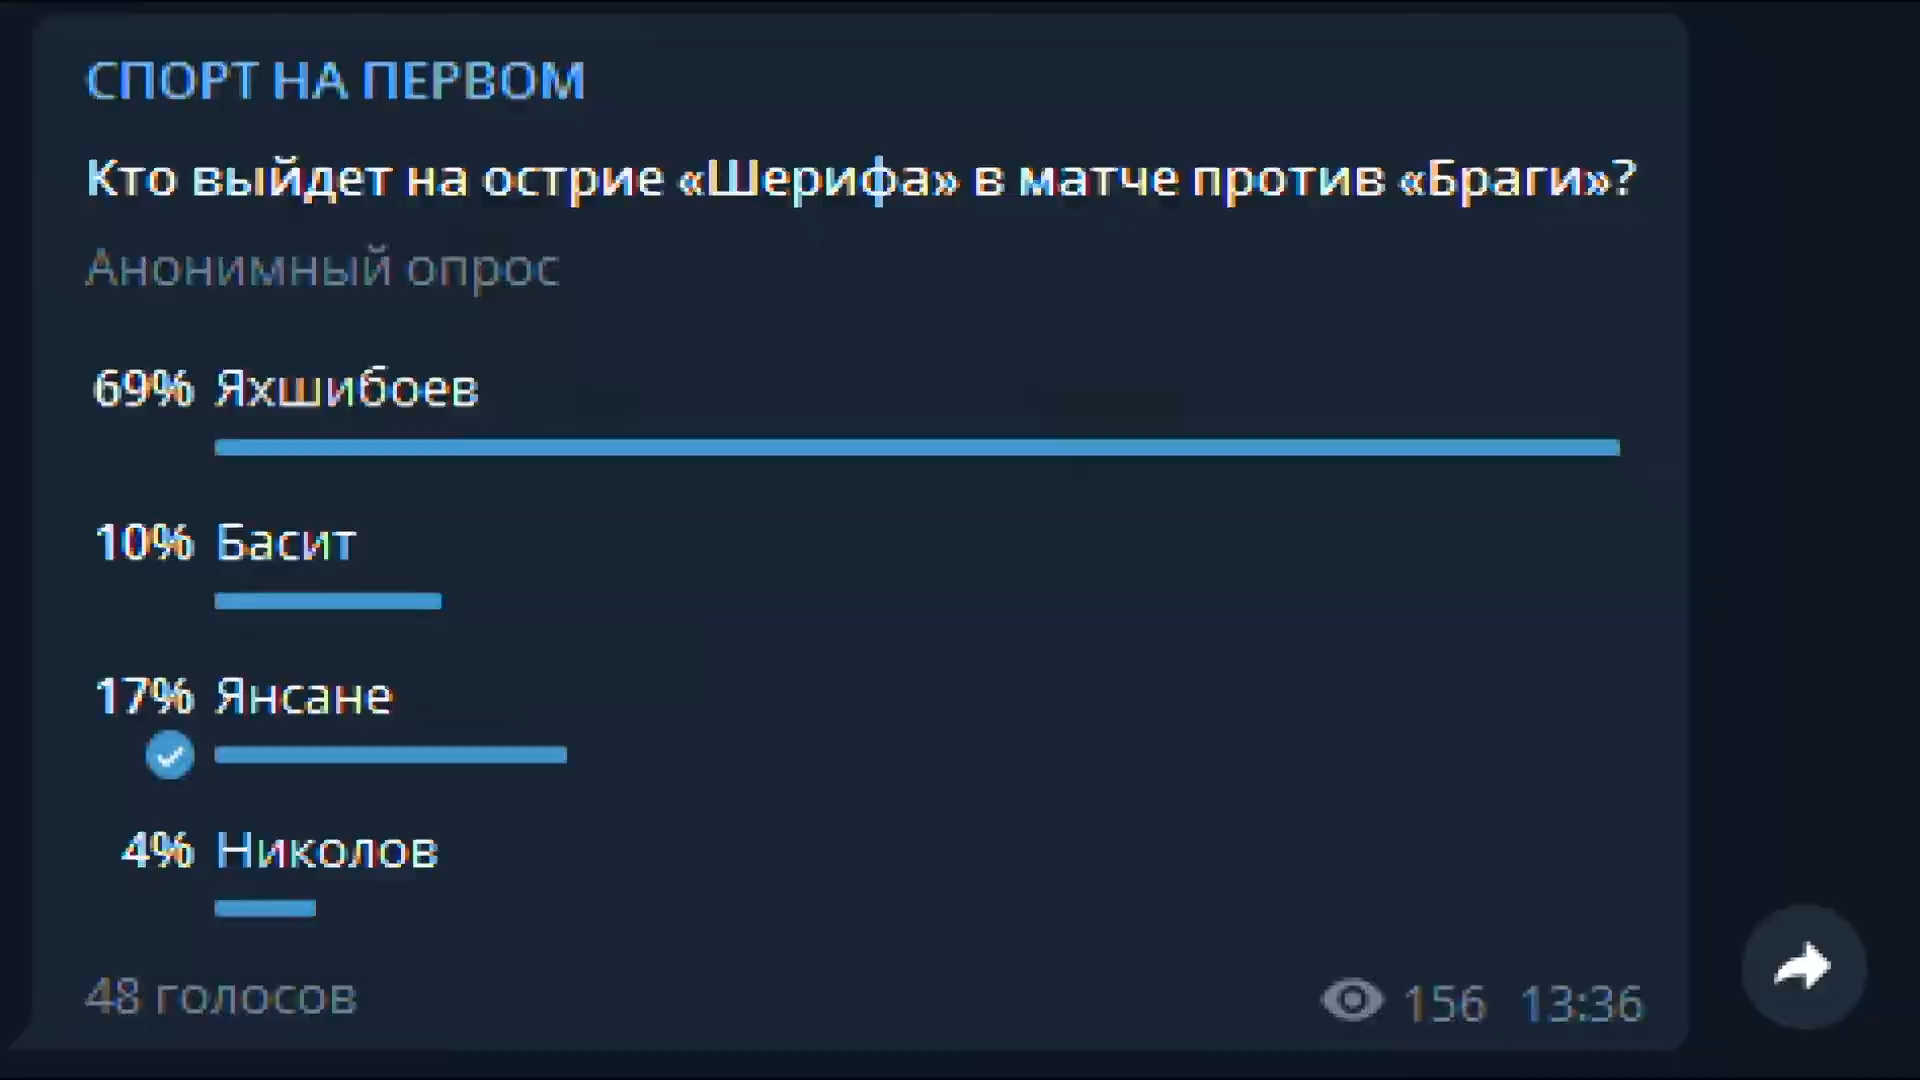 СПОРТ НА ПЕРВОМ
Кто выйдет на острие «Шерифа» в матче против «Браги»?
Анонимный опрос
69% Яхшибоев
10% Басит
17% Янсане
4% Николов
48 голосов 156 13:36